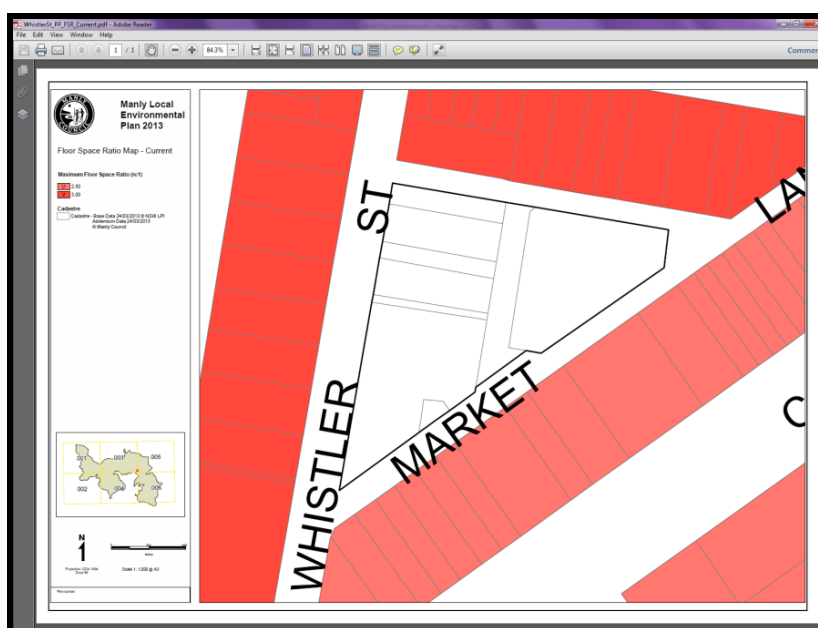 WhistlerSt_PP_FSR_Current.pdf - Adobe Reader
File Edit View Window Help
1 / 1
84.3%
Commen
MANLY
COUNCIL
Manly Local
Environmental
Plan 2013
Floor Space Ratio Map - Current
Maximum Floor Space Ratio (n:1)
U 2.50
V 3.00
Cadastre
Cadastre - Base Data 24/03/2013 © NSW LPI
Addendum Data 24/03/2013
© Manly Council
001
003
005
002
004
006
N
Scale 1: 1,000 @ A3
WHISTLER ST
MARKET
LAN
C